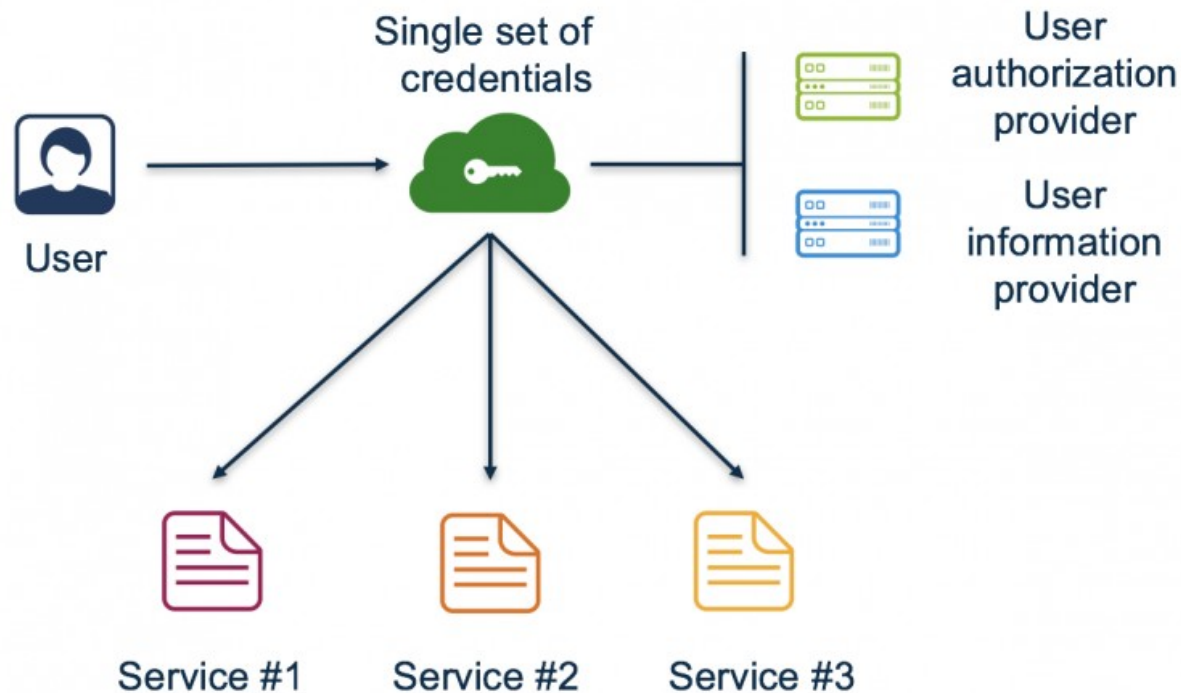 Single set of
credentials
User
authorization
provider
User
User
information
provider
Service #1
Service #2
Service #3